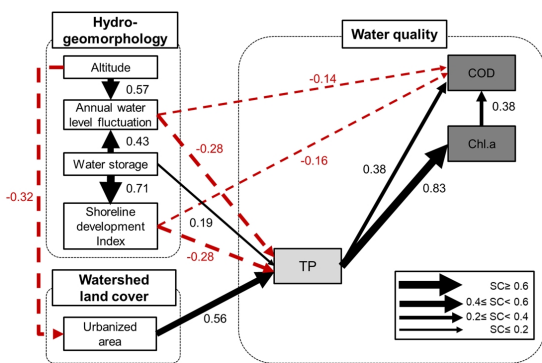 Hydro-
geomorphology
Altitude
0.57
Annual water
level fluctuation
0.43
Water storage
0.71
Shoreline
development
Index
-0.32
Watershed
land cover
Urbanized
area
0.56
-0.28
0.19
-0.28
-0.14
-0.16
Water quality
COD
0.38
Chl.a
0.38
0.83
TP
SC≥ 0.6
0.4≤ SC< 0.6
0.2≤ SC< 0.4
SC≤ 0.2